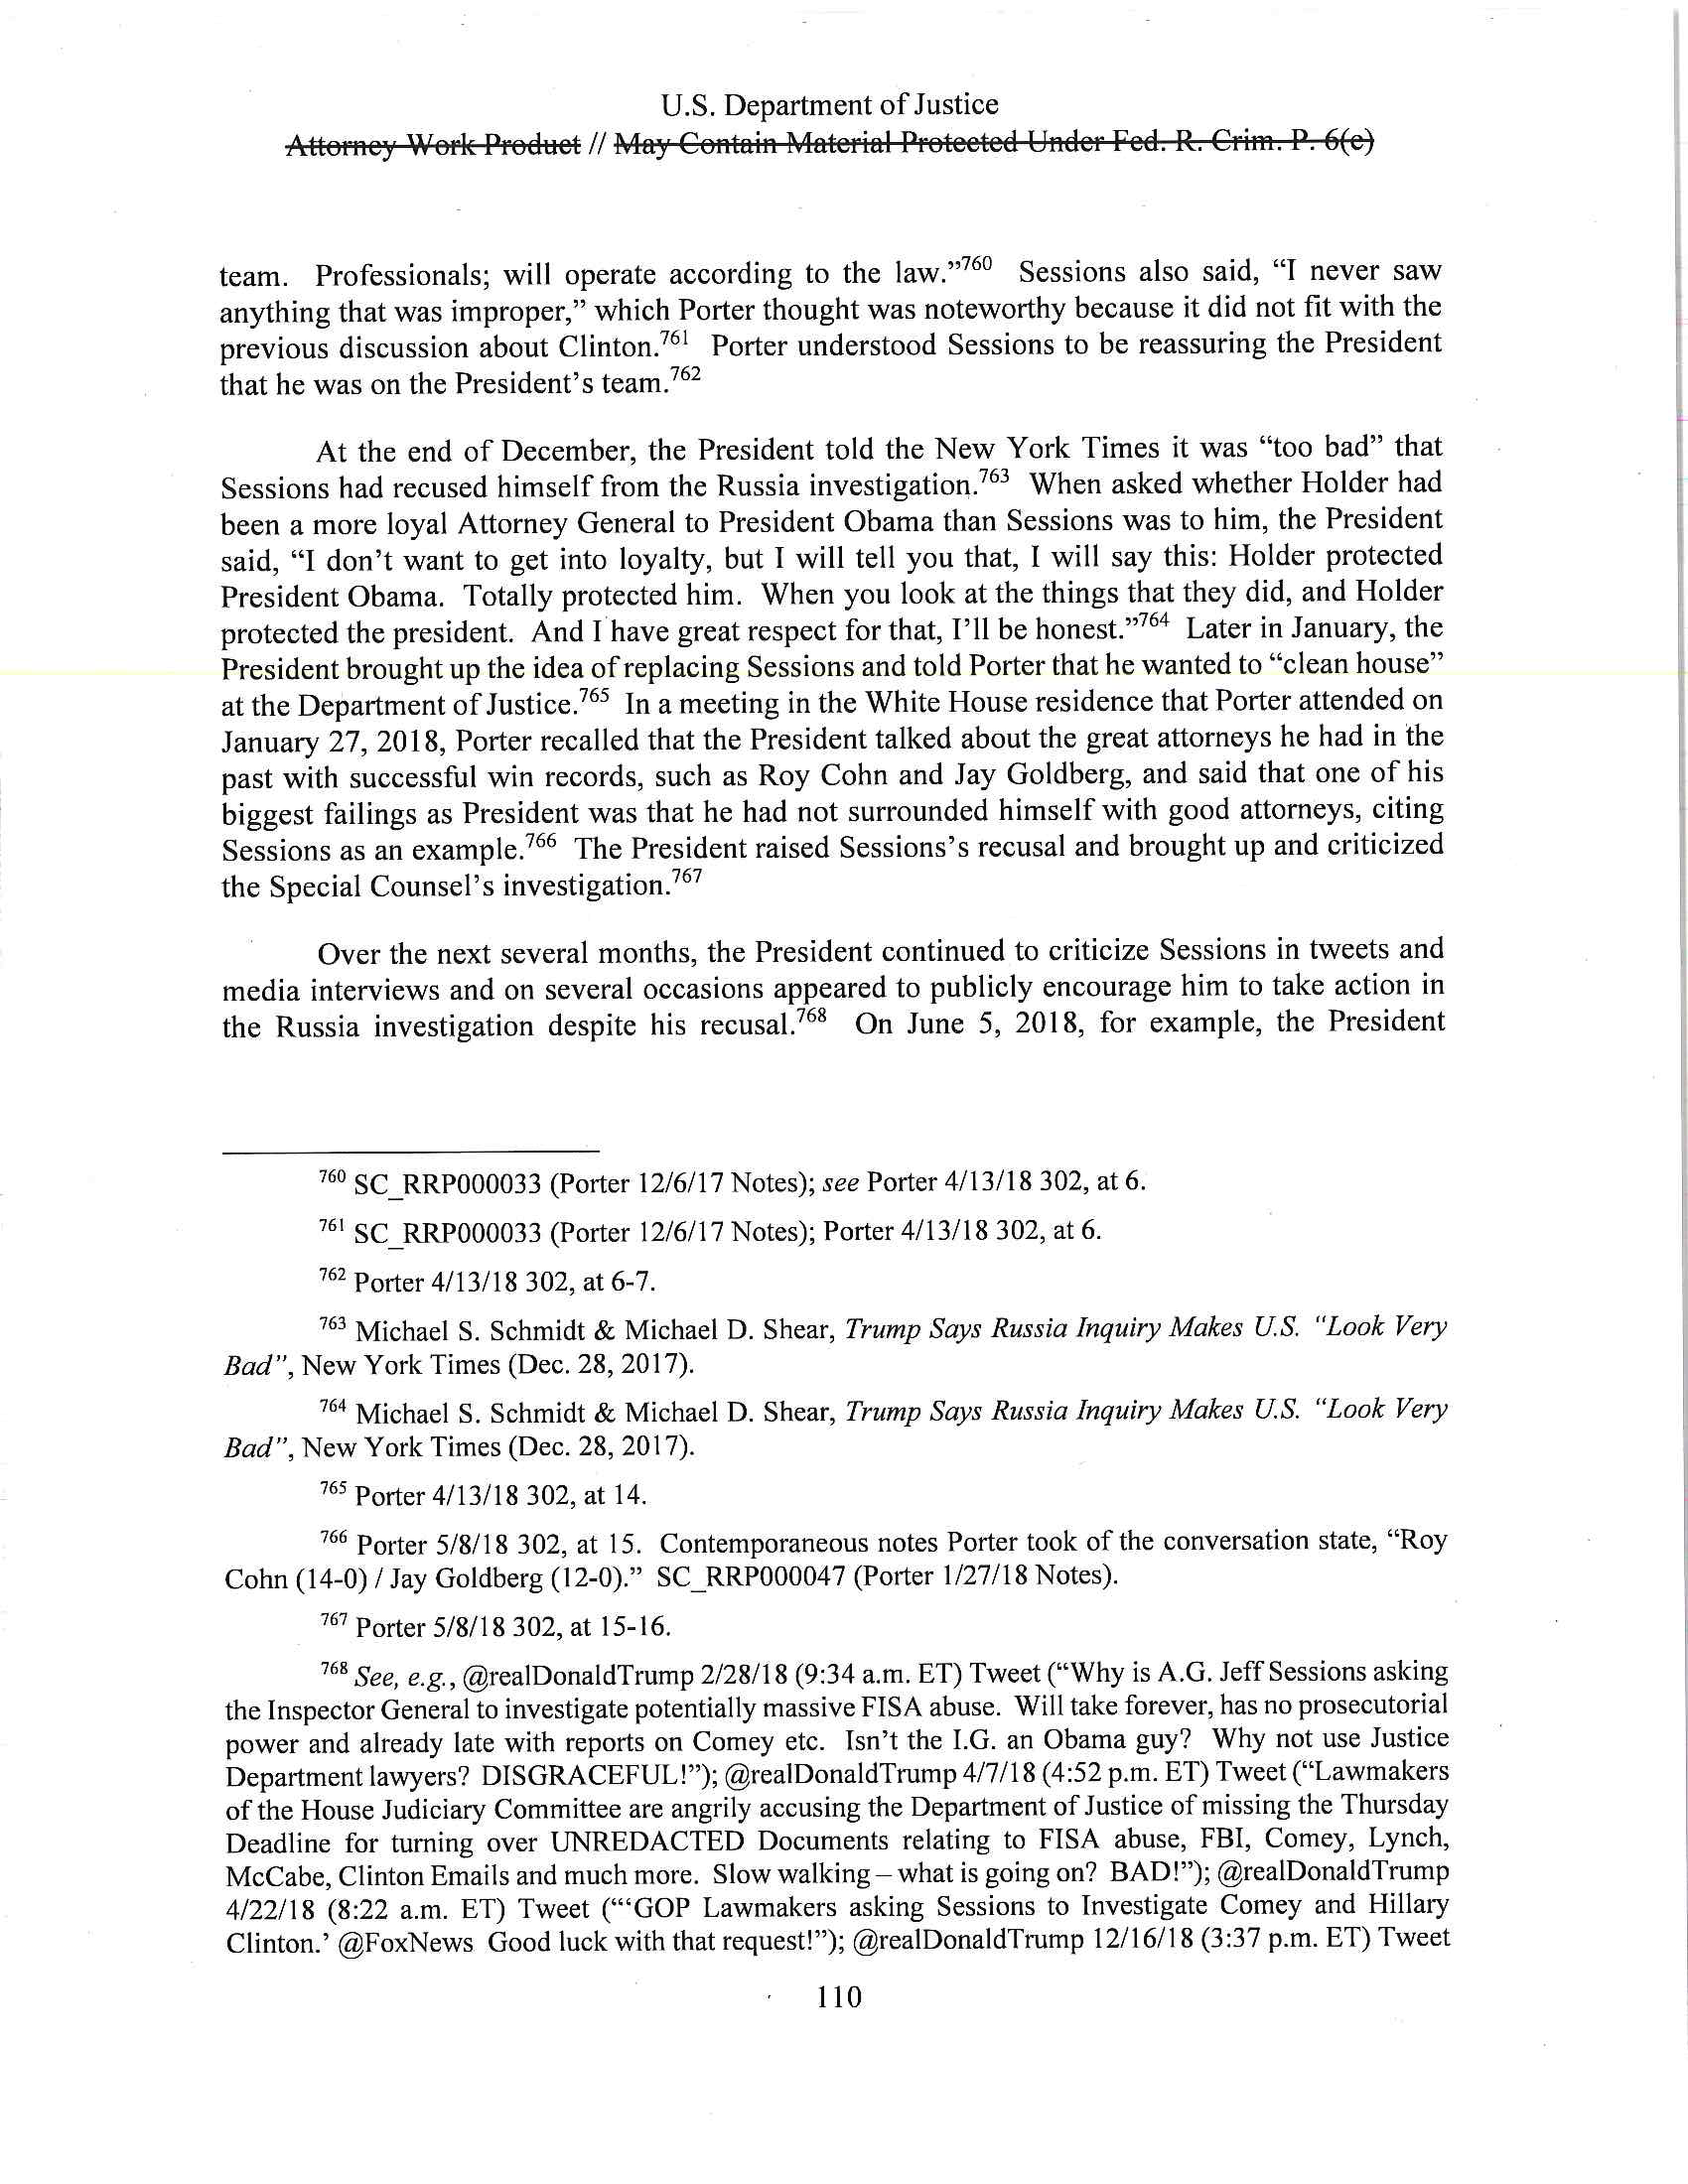 U.S. Department of Justice
Attorney Work Product // May Contain Material Protected Under Fed. R. Crim. P. 6(e)
team. Professionals; will operate according to the law.”760 Sessions also said, “I never saw
anything that was improper,” which Porter thought was noteworthy because it did not fit with the
previous discussion about Clinton.761 Porter understood Sessions to be reassuring the President
that he was on the President’s team.762
At the end of December, the President told the New York Times it was “too bad” that
Sessions had recused himself from the Russia investigation.763 When asked whether Holder had
been a more loyal Attorney General to President Obama than Sessions was to him, the President
said, “I don’t want to get into loyalty, but I will tell you that, I will say this: Holder protected
President Obama. Totally protected him. When you look at the things that they did, and Holder
protected the president. And I have great respect for that, I’ll be honest.”764 Later in January, the
President brought up the idea of replacing Sessions and told Porter that he wanted to “clean house”
at the Department of Justice.765 In a meeting in the White House residence that Porter attended on
January 27, 2018, Porter recalled that the President talked about the great attorneys he had in the
past with successful win records, such as Roy Cohn and Jay Goldberg, and said that one of his
biggest failings as President was that he had not surrounded himself with good attorneys, citing
Sessions as an example.766 The President raised Sessions’s recusal and brought up and criticized
the Special Counsel’s investigation.767
Over the next several months, the President continued to criticize Sessions in tweets and
media interviews and on several occasions appeared to publicly encourage him to take action in
the Russia investigation despite his recusal.768 On June 5, 2018, for example, the President
760 SC_RRP000033 (Porter 12/6/17 Notes); see Porter 4/13/18 302, at 6.
761 SC_RRP000033 (Porter 12/6/17 Notes); Porter 4/13/18 302, at 6.
762 Porter 4/13/18 302, at 6-7.
763 Michael S. Schmidt & Michael D. Shear, Trump Says Russia Inquiry Makes U.S. “Look Very
Bad”, New York Times (Dec. 28, 2017).
764 Michael S. Schmidt & Michael D. Shear, Trump Says Russia Inquiry Makes U.S. “Look Very
Bad”, New York Times (Dec. 28, 2017).
765 Porter 4/13/18 302, at 14.
766 Porter 5/8/18 302, at 15. Contemporaneous notes Porter took of the conversation state, “Roy
Cohn (14-0) / Jay Goldberg (12-0).” SC_RRP000047 (Porter 1/27/18 Notes).
767 Porter 5/8/18 302, at 15-16.
768 See, e.g., @realDonaldTrump 2/28/18 (9:34 a.m. ET) Tweet (“Why is A.G. Jeff Sessions asking
the Inspector General to investigate potentially massive FISA abuse. Will take forever, has no prosecutorial
power and already late with reports on Comey etc. Isn’t the I.G. an Obama guy? Why not use Justice
Department lawyers? DISGRACEFUL!”); @realDonaldTrump 4/7/18 (4:52 p.m. ET) Tweet (“Lawmakers
of the House Judiciary Committee are angrily accusing the Department of Justice of missing the Thursday
Deadline for turning over UNREDACTED Documents relating to FISA abuse, FBI, Comey, Lynch,
McCabe, Clinton Emails and much more. Slow walking – what is going on? BAD!”); @realDonaldTrump
4/22/18 (8:22 a.m. ET) Tweet (“‘GOP Lawmakers asking Sessions to Investigate Comey and Hillary
Clinton.’ @FoxNews Good luck with that request!”); @realDonaldTrump 12/16/18 (3:37 p.m. ET) Tweet
110